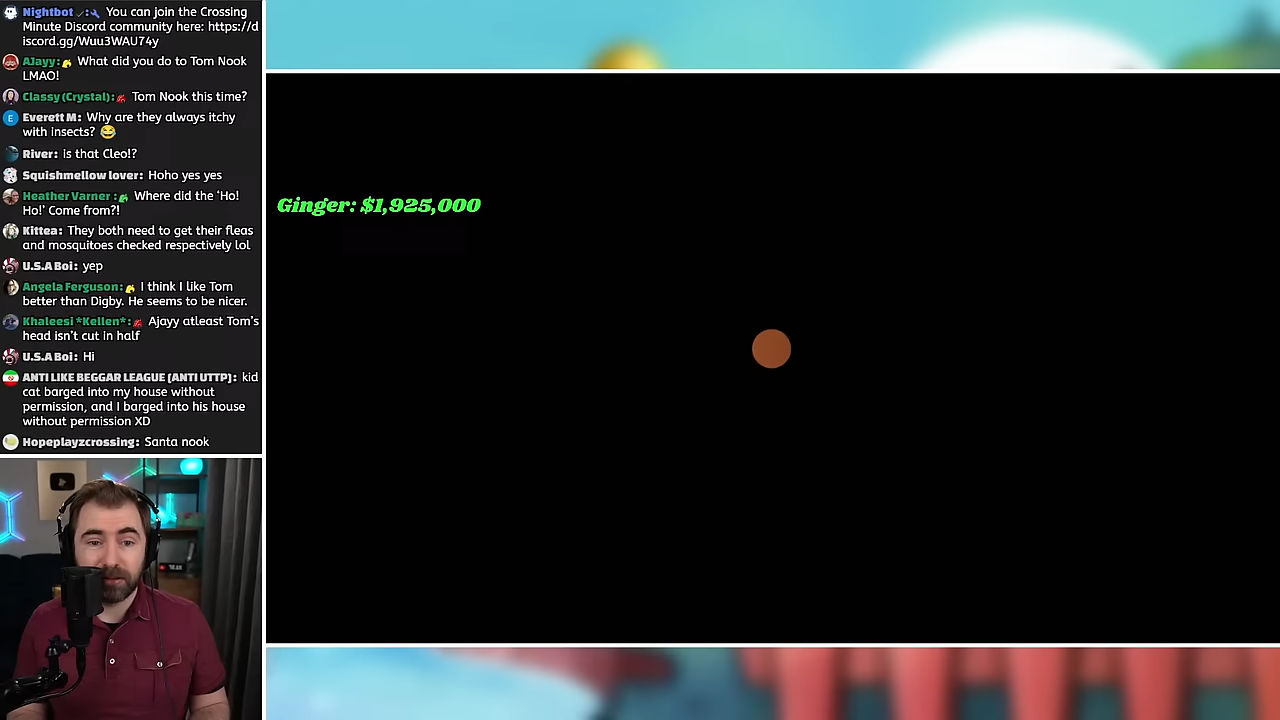 Nightbot: You can join the Crossing
Minute Discord community here: https://d
iscord.gg/Wuu3WAU74y
AJayy: What did you do to Tom Nook
LMAO!
Classy (Crystal): Tom Nook this time?
Everett M: Why are they always itchy
with insects? 😂
River: is that Cleo!?
Squishmellow lover: Hoho yes yes
Heather Varner: Where did the ‘Ho!
Ho!’ Come from?!
Kittea: They both need to get their fleas
and mosquitoes checked respectively lol
U.S.A Boi: yep
Angela Ferguson: I think I like Tom
better than Digby. He seems to be nicer.
Khaleesi *Kellen*: Ajayy atleast Tom’s
head isn’t cut in half
U.S.A Boi: Hi
ANTI LIKE BEGGAR LEAGUE (ANTI UTTP): kid
cat barged into my house without
permission, and I barged into his house
without permission XD
Hopeplayzcrossing: Santa nook
Ginger: $1,925,000